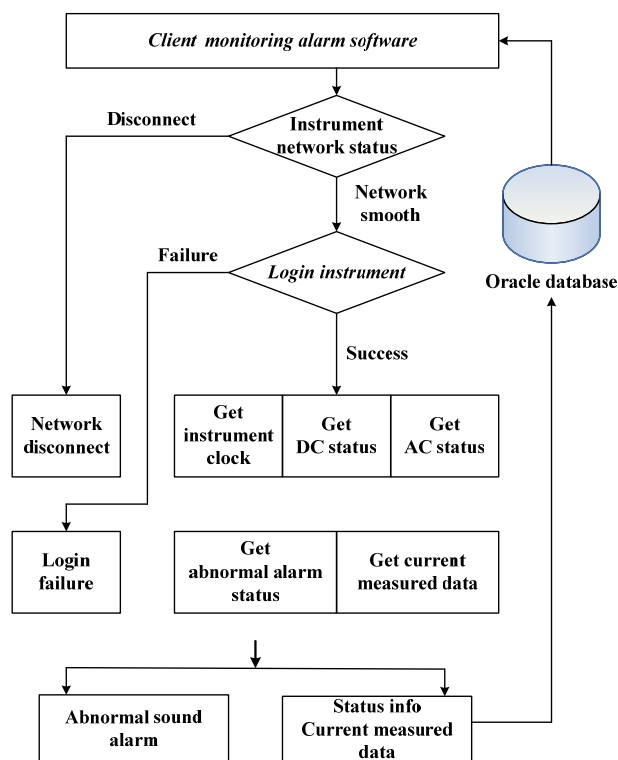 Client monitoring alarm software
Disconnect
Instrument
network status
Network
smooth
Failure
Login instrument
Oracle database
Success
Network
disconnect
Get
instrument
clock
Get
DC status
Get
AC status
Login
failure
Get
abnormal alarm
status
Get current
measured data
Abnormal sound
alarm
Status info
Current measured
data